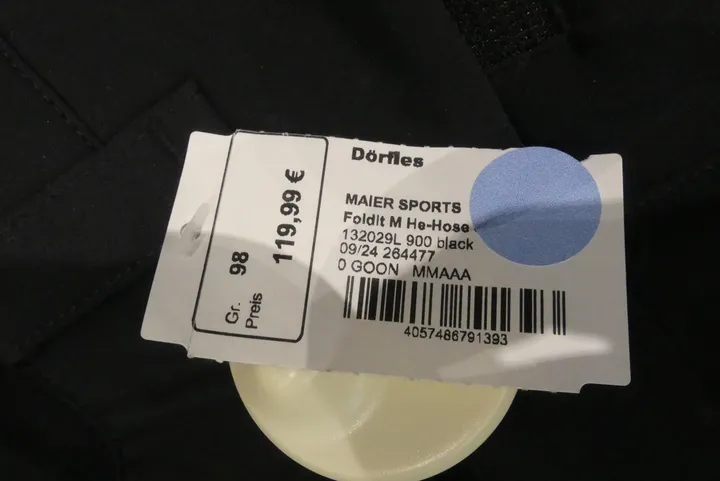 Gr. 98
Preis 119,99 €
Dörfles
MAIER SPORTS
Foldit M He-Hose
132029L 900 black
09/24 264477
0 GOON MMAAA
4057486791393